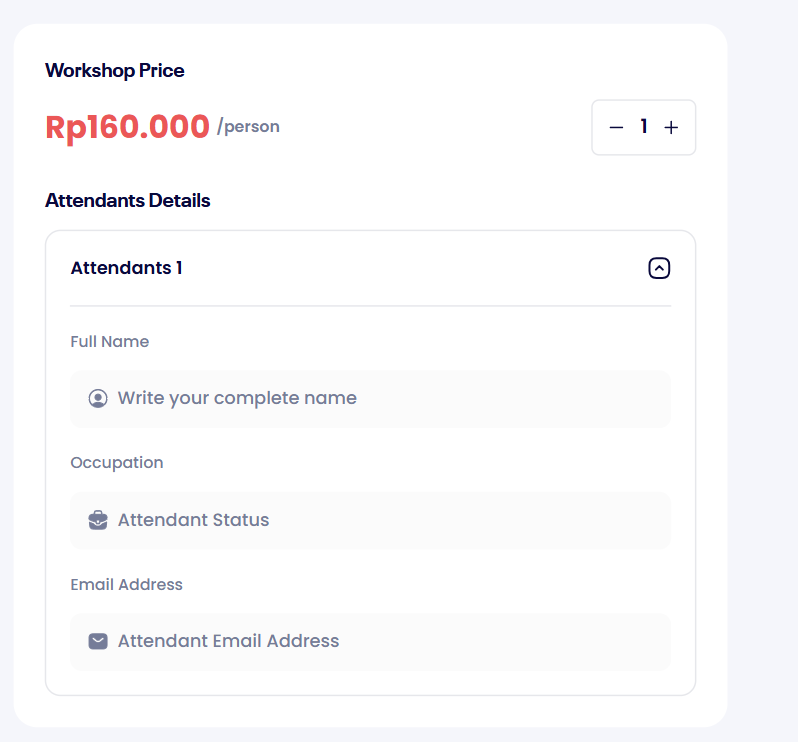 Workshop Price
Rp160.000 /person
− 1 +
Attendants Details
Attendants 1
Full Name
Write your complete name
Occupation
Attendant Status
Email Address
Attendant Email Address